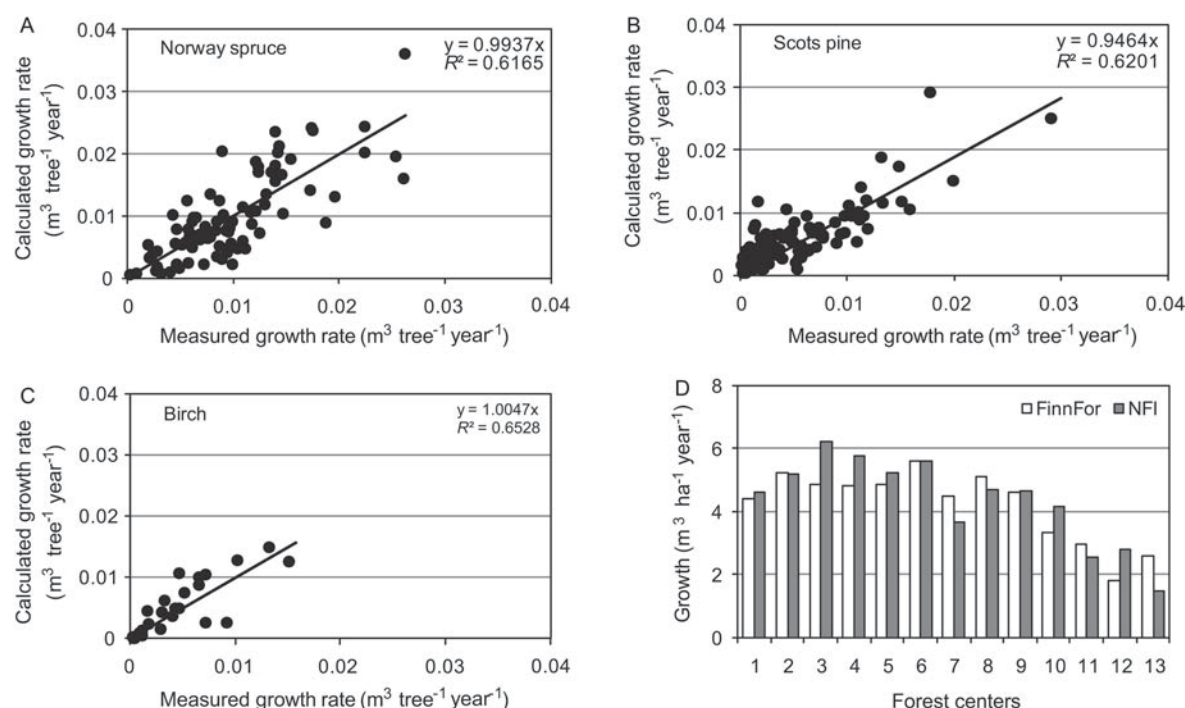 A
Norway spruce
y = 0.9937x
R² = 0.6165
0.04
0.03
0.02
0.01
0
Calculated growth rate
(m³ tree⁻¹ year⁻¹)
0
0.01
0.02
0.03
0.04
Measured growth rate (m³ tree⁻¹ year⁻¹)
B
Scots pine
y = 0.9464x
R² = 0.6201
0.04
0.03
0.02
0.01
0
Calculated growth rate
(m³ tree⁻¹ year⁻¹)
0
0.01
0.02
0.03
0.04
Measured growth rate (m³ tree⁻¹ year⁻¹)
C
Birch
y = 1.0047x
R² = 0.6528
0.04
0.03
0.02
0.01
0
Calculated growth rate
(m³ tree⁻¹ year⁻¹)
0
0.01
0.02
0.03
0.04
Measured growth rate (m³ tree⁻¹ year⁻¹)
D
FinnFor NFI
8
6
4
2
0
Growth (m³ ha⁻¹ year⁻¹)
1 2 3 4 5 6 7 8 9 10 11 12 13
Forest centers